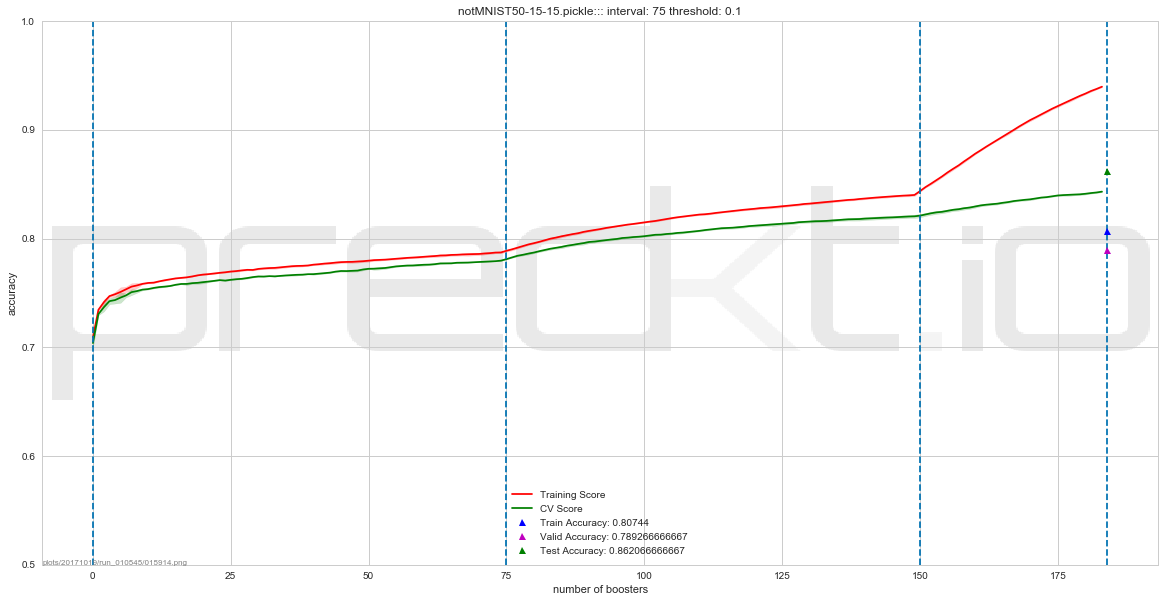 notMNIST50-15-15.pickle::: interval: 75 threshold: 0.1
1.0
0.9
0.8
0.7
0.6
0.5
accuracy
predkt.io
Training Score
CV Score
Train Accuracy: 0.80744
Valid Accuracy: 0.789266666667
Test Accuracy: 0.862066666667
0 25 50 75 100 125 150 175
number of boosters